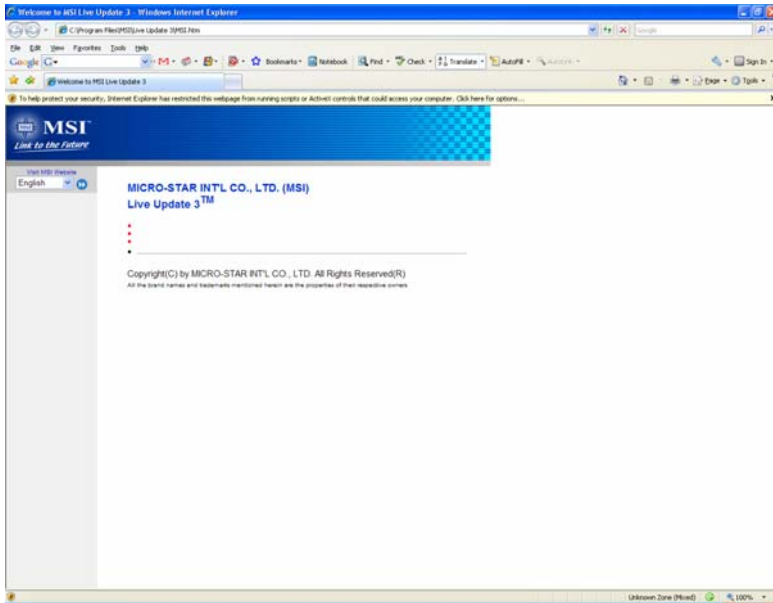 Welcome to MSI Live Update 3 - Windows Internet Explorer
C:\Program Files\MSI\Live Update 3\MSI.htm
Google
File Edit View Favorites Tools Help
Google G Bookmarks Notebook Find Check Translate AutoFill Sign In
Welcome to MSI Live Update 3
Page Tools
To help protect your security, Internet Explorer has restricted this webpage from running scripts or ActiveX controls that could access your computer. Click here for options...
MSI
Link to the Future
Visit MSI Website
English
MICRO-STAR INT'L CO., LTD. (MSI)
Live Update 3TM
Copyright(C) by MICRO-STAR INT'L CO., LTD. All Rights Reserved(R)
All the brand names and trademarks mentioned herein are the properties of their respective owners
Unknown Zone (Mixed)
100%